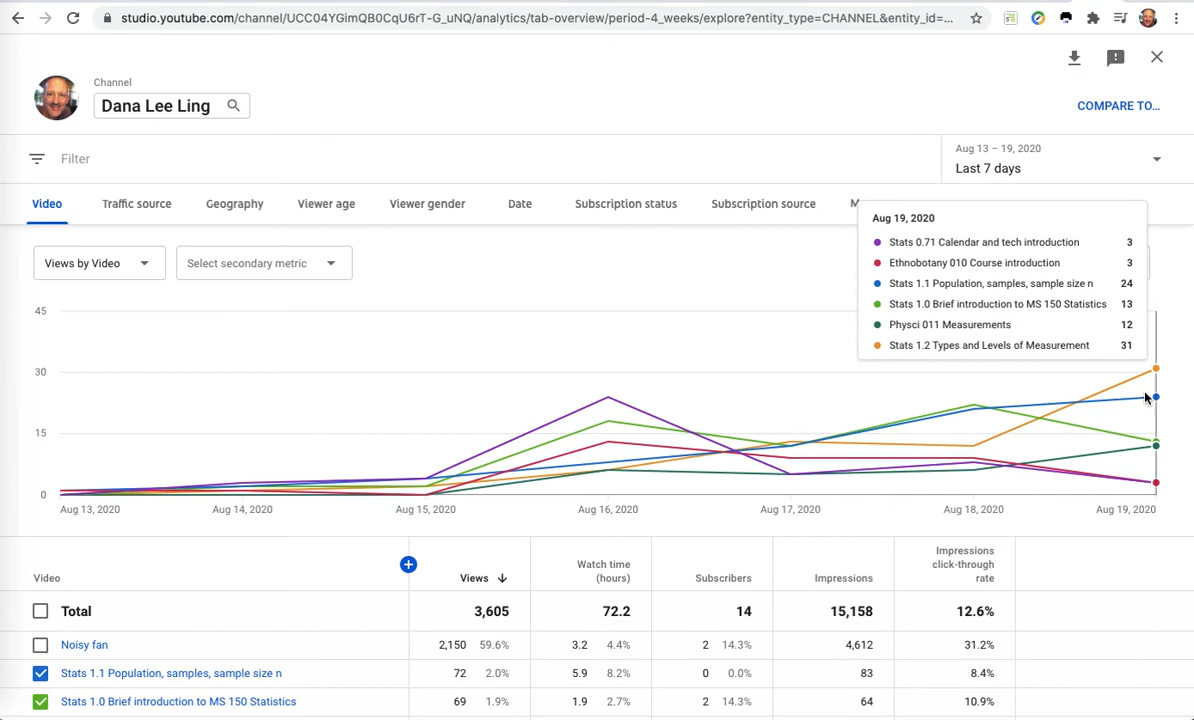 studio.youtube.com/channel/UCC04YGimQB0CqU6rT-G_uNQ/analytics/tab-overview/period-4_weeks/explore?entity_type=CHANNEL&entity_id=...
Channel
Dana Lee Ling
COMPARE TO...
Filter
Aug 13 – 19, 2020
Last 7 days
Video Traffic source Geography Viewer age Viewer gender Date Subscription status Subscription source M
Views by Video
Select secondary metric
Aug 19, 2020
Stats 0.71 Calendar and tech introduction 3
Ethnobotany 010 Course introduction 3
Stats 1.1 Population, samples, sample size n 24
Stats 1.0 Brief introduction to MS 150 Statistics 13
Physci 011 Measurements 12
Stats 1.2 Types and Levels of Measurement 31
45
30
15
0
Aug 13, 2020 Aug 14, 2020 Aug 15, 2020 Aug 16, 2020 Aug 17, 2020 Aug 18, 2020 Aug 19, 2020
Video
Views
Watch time
(hours)
Subscribers
Impressions
Impressions
click-through
rate
Total 3,605 72.2 14 15,158 12.6%
Noisy fan 2,150 59.6% 3.2 4.4% 2 14.3% 4,612 31.2%
Stats 1.1 Population, samples, sample size n 72 2.0% 5.9 8.2% 0 0.0% 83 8.4%
Stats 1.0 Brief introduction to MS 150 Statistics 69 1.9% 1.9 2.7% 2 14.3% 64 10.9%